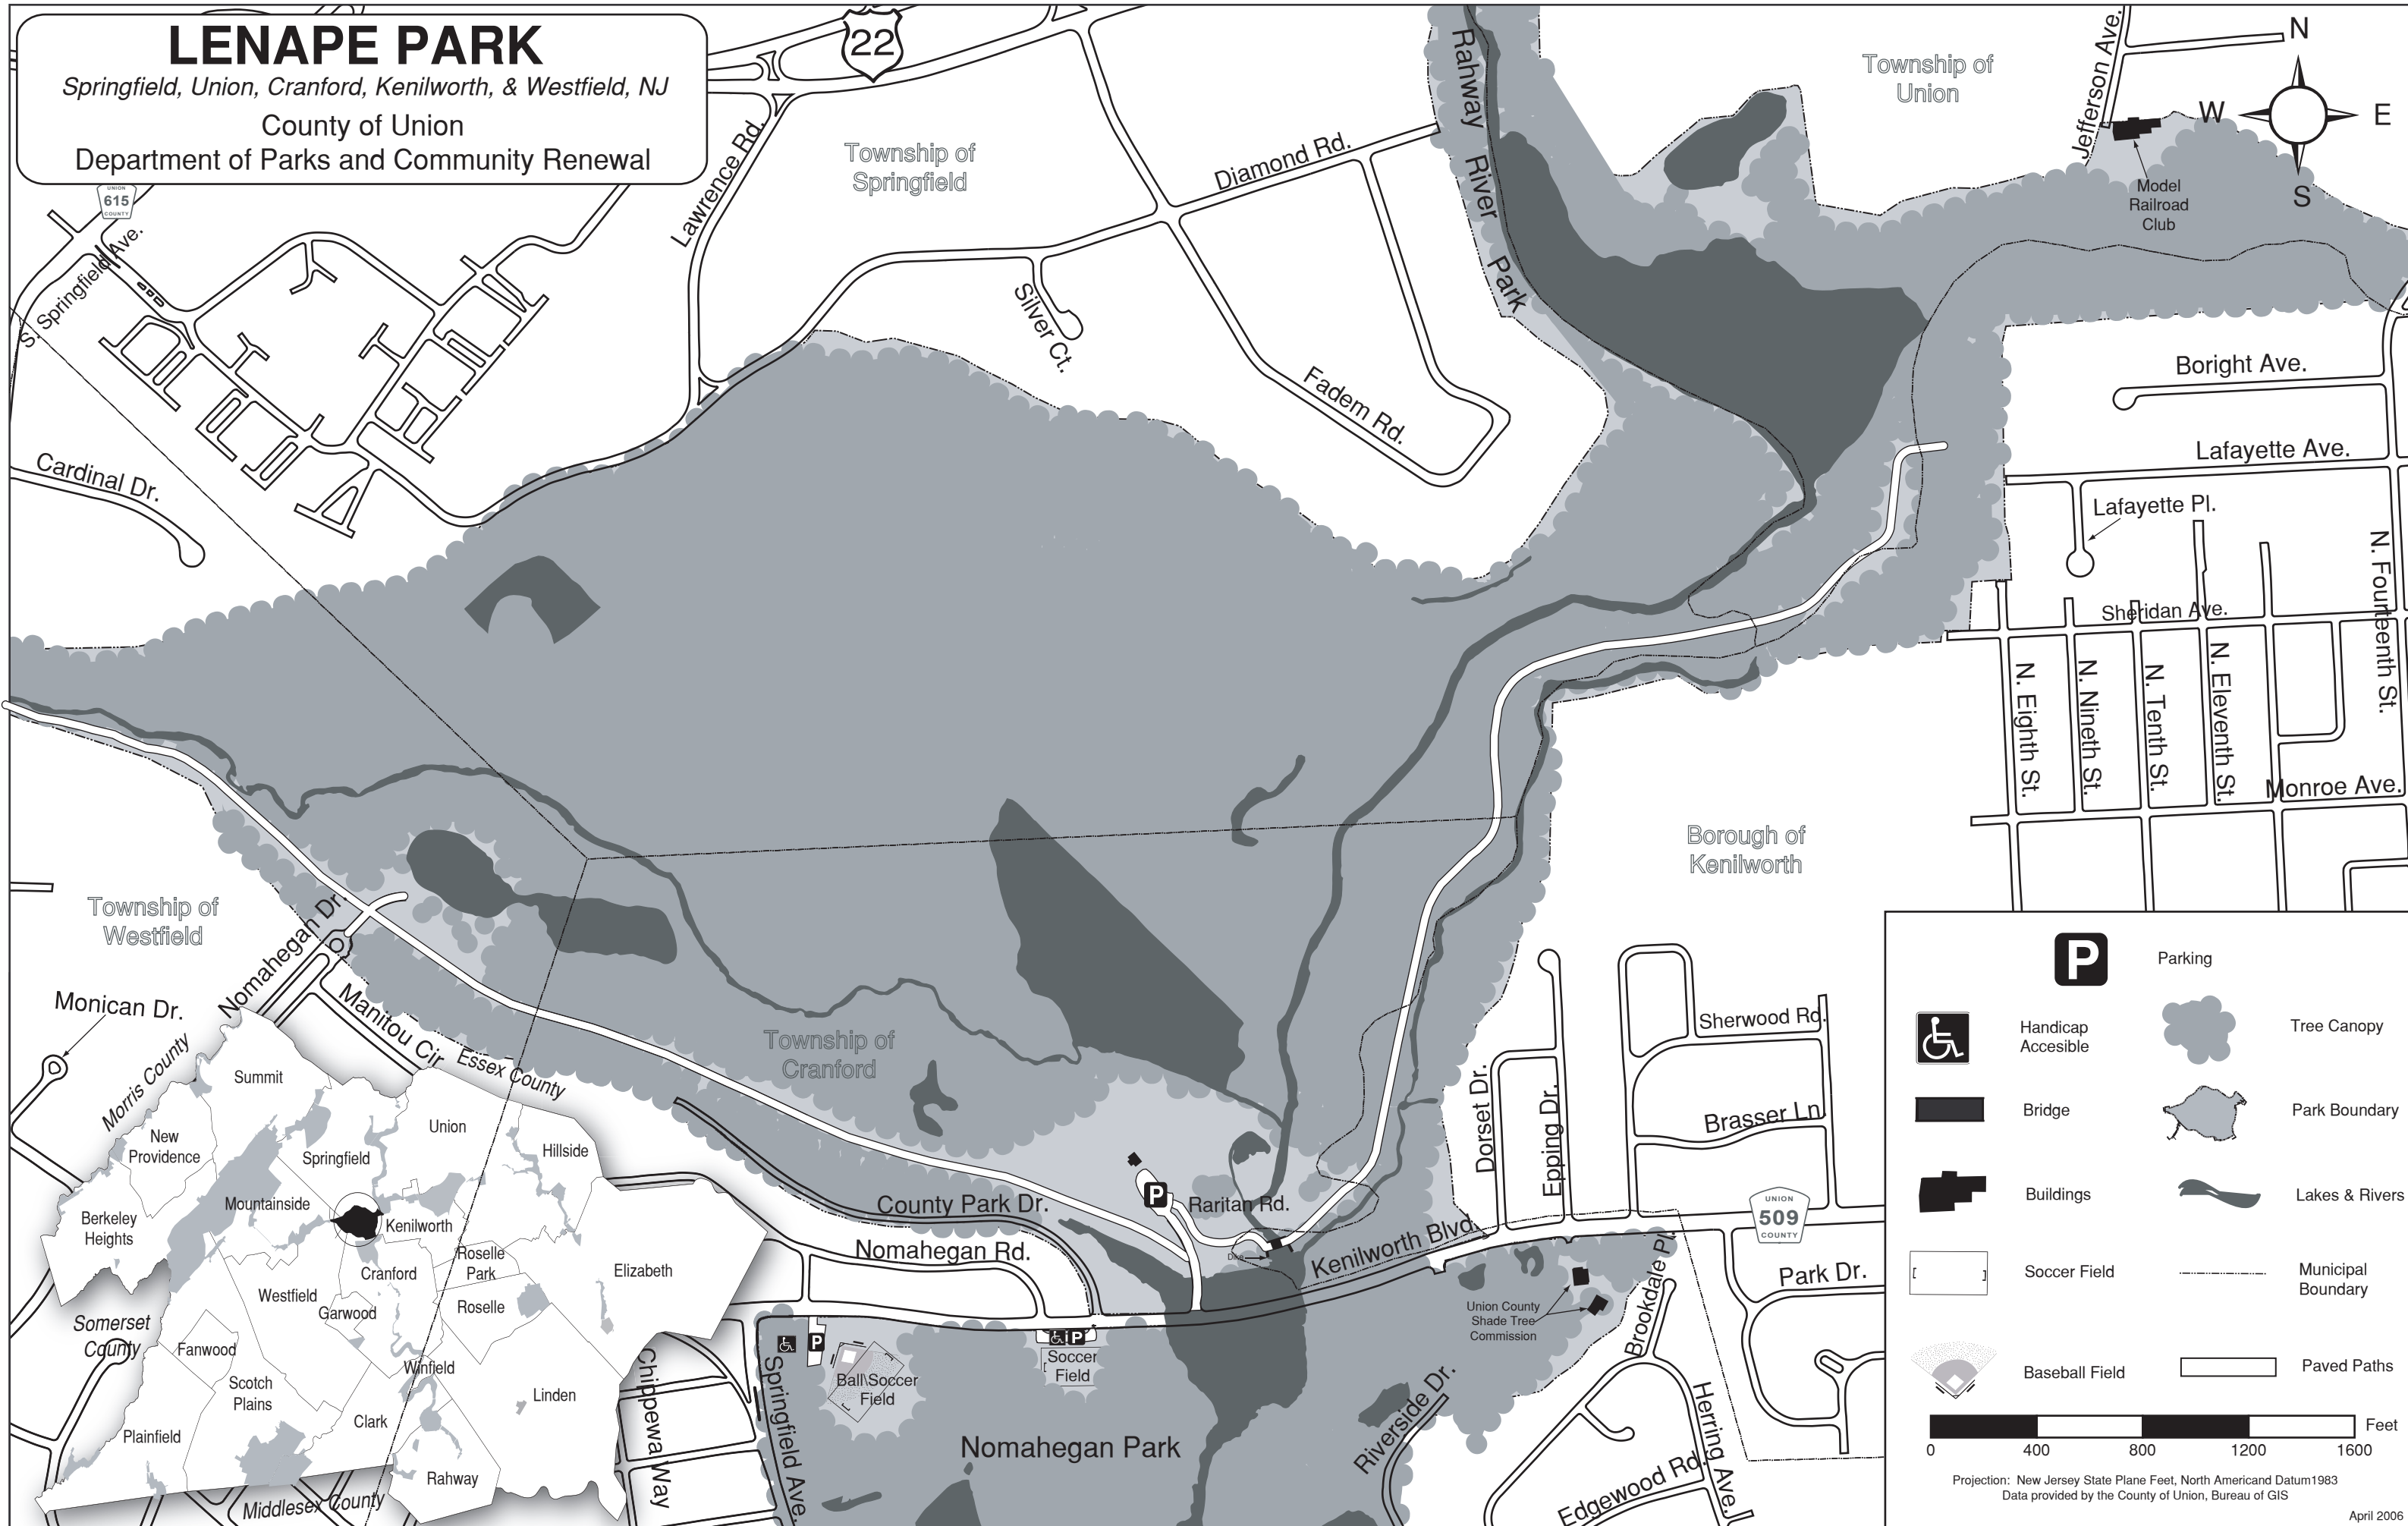 LENAPE PARK
Springfield, Union, Cranford, Kenilworth, & Westfield, NJ
County of Union
Department of Parks and Community Renewal
22
UNION
615
COUNTY
S. Springfield Ave.
Lawrence Rd.
Township of
Springfield
Diamond Rd.
Silver Ct.
Fadem Rd.
Rahway River Park
Township of
Union
Jefferson Ave.
N
W
E
S
Model
Railroad
Club
Boright Ave.
Lafayette Ave.
Lafayette Pl.
Sheridan Ave.
N. Fourteenth St.
N. Eighth St.
N. Nineth St.
N. Tenth St.
N. Eleventh St.
Monroe Ave.
Cardinal Dr.
Township of
Westfield
Nomahegan Dr.
Monican Dr.
Manitou Cir
Borough of
Kenilworth
Township of
Cranford
Sherwood Rd.
Brasser Ln.
Dorset Dr.
Epping Dr.
County Park Dr.
Nomahegan Rd.
P
Raritan Rd.
Dike
Kenilworth Blvd.
UNION
509
COUNTY
Park Dr.
Brookdale Pl.
Union County
Shade Tree
Commission
Riverside Dr.
Herring Ave.
Edgewood Rd.
P
Ball\Soccer
Field
P
Soccer
Field
Nomahegan Park
Springfield Ave.
Chippewa Way
Morris County
Essex County
Somerset
County
Middlesex County
Summit
New
Providence
Berkeley
Heights
Springfield
Union
Hillside
Mountainside
Kenilworth
Roselle
Park
Cranford
Elizabeth
Westfield
Garwood
Roselle
Fanwood
Scotch
Plains
Winfield
Linden
Clark
Plainfield
Rahway
P
Parking
Handicap
Accesible
Tree Canopy
Bridge
Park Boundary
Buildings
Lakes & Rivers
Soccer Field
Municipal
Boundary
Baseball Field
Paved Paths
Feet
0 400 800 1200 1600
Projection: New Jersey State Plane Feet, North Americand Datum1983
Data provided by the County of Union, Bureau of GIS
April 2006